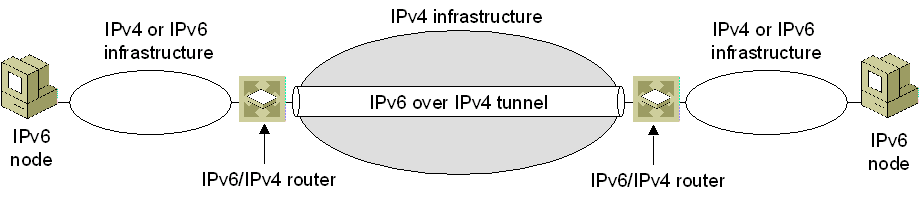 IPv4 infrastructure
IPv4 or IPv6
infrastructure
IPv4 or IPv6
infrastructure
IPv6 over IPv4 tunnel
IPv6
node
IPv6
node
IPv6/IPv4 router
IPv6/IPv4 router